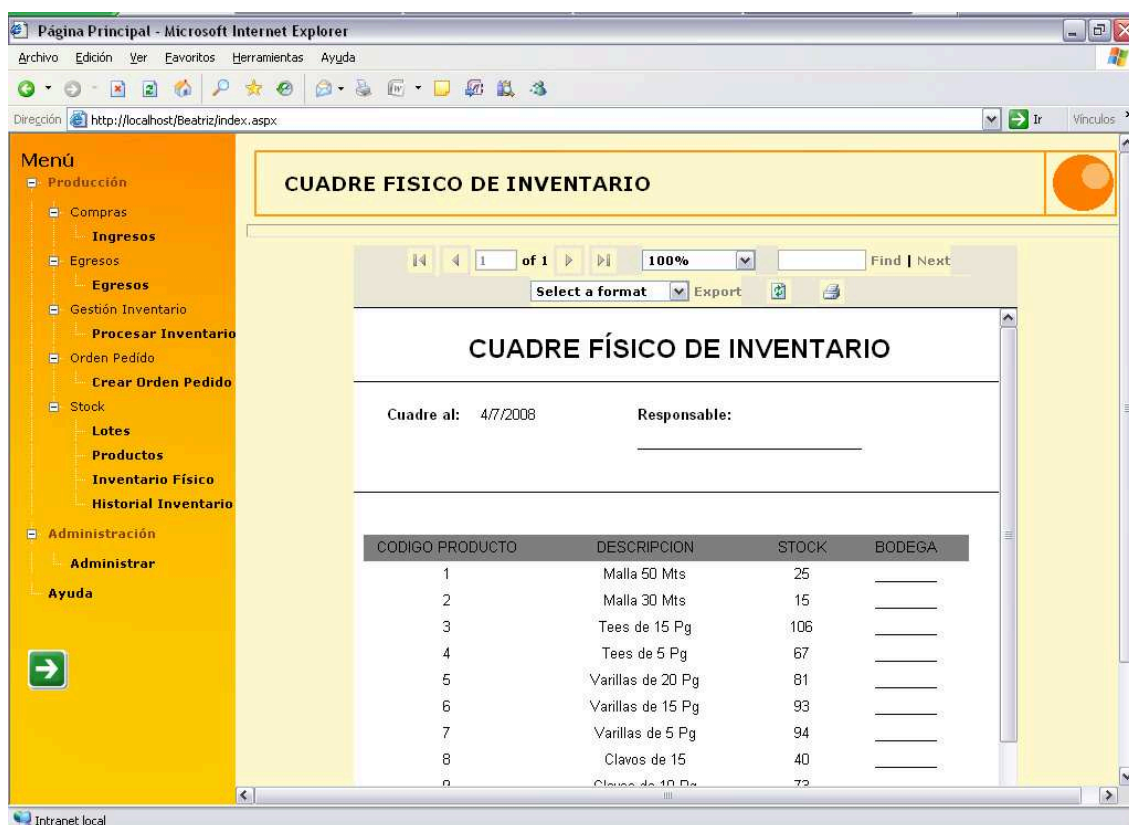 Página Principal - Microsoft Internet Explorer
Archivo Edición Ver Favoritos Herramientas Ayuda
Dirección http://localhost/Beatriz/index.aspx Ir Vínculos
Menú
Producción
Compras
Ingresos
Egresos
Egresos
Gestión Inventario
Procesar Inventario
Orden Pedído
Crear Orden Pedido
Stock
Lotes
Productos
Inventario Físico
Historial Inventario
Administración
Administrar
Ayuda
CUADRE FISICO DE INVENTARIO
1 of 1 100% Find | Next
Select a format Export
CUADRE FÍSICO DE INVENTARIO
Cuadre al: 4/7/2008 Responsable:
CODIGO PRODUCTO DESCRIPCION STOCK BODEGA
1 Malla 50 Mts 25
2 Malla 30 Mts 15
3 Tees de 15 Pg 106
4 Tees de 5 Pg 67
5 Varillas de 20 Pg 81
6 Varillas de 15 Pg 93
7 Varillas de 5 Pg 94
8 Clavos de 15 40
Intranet local